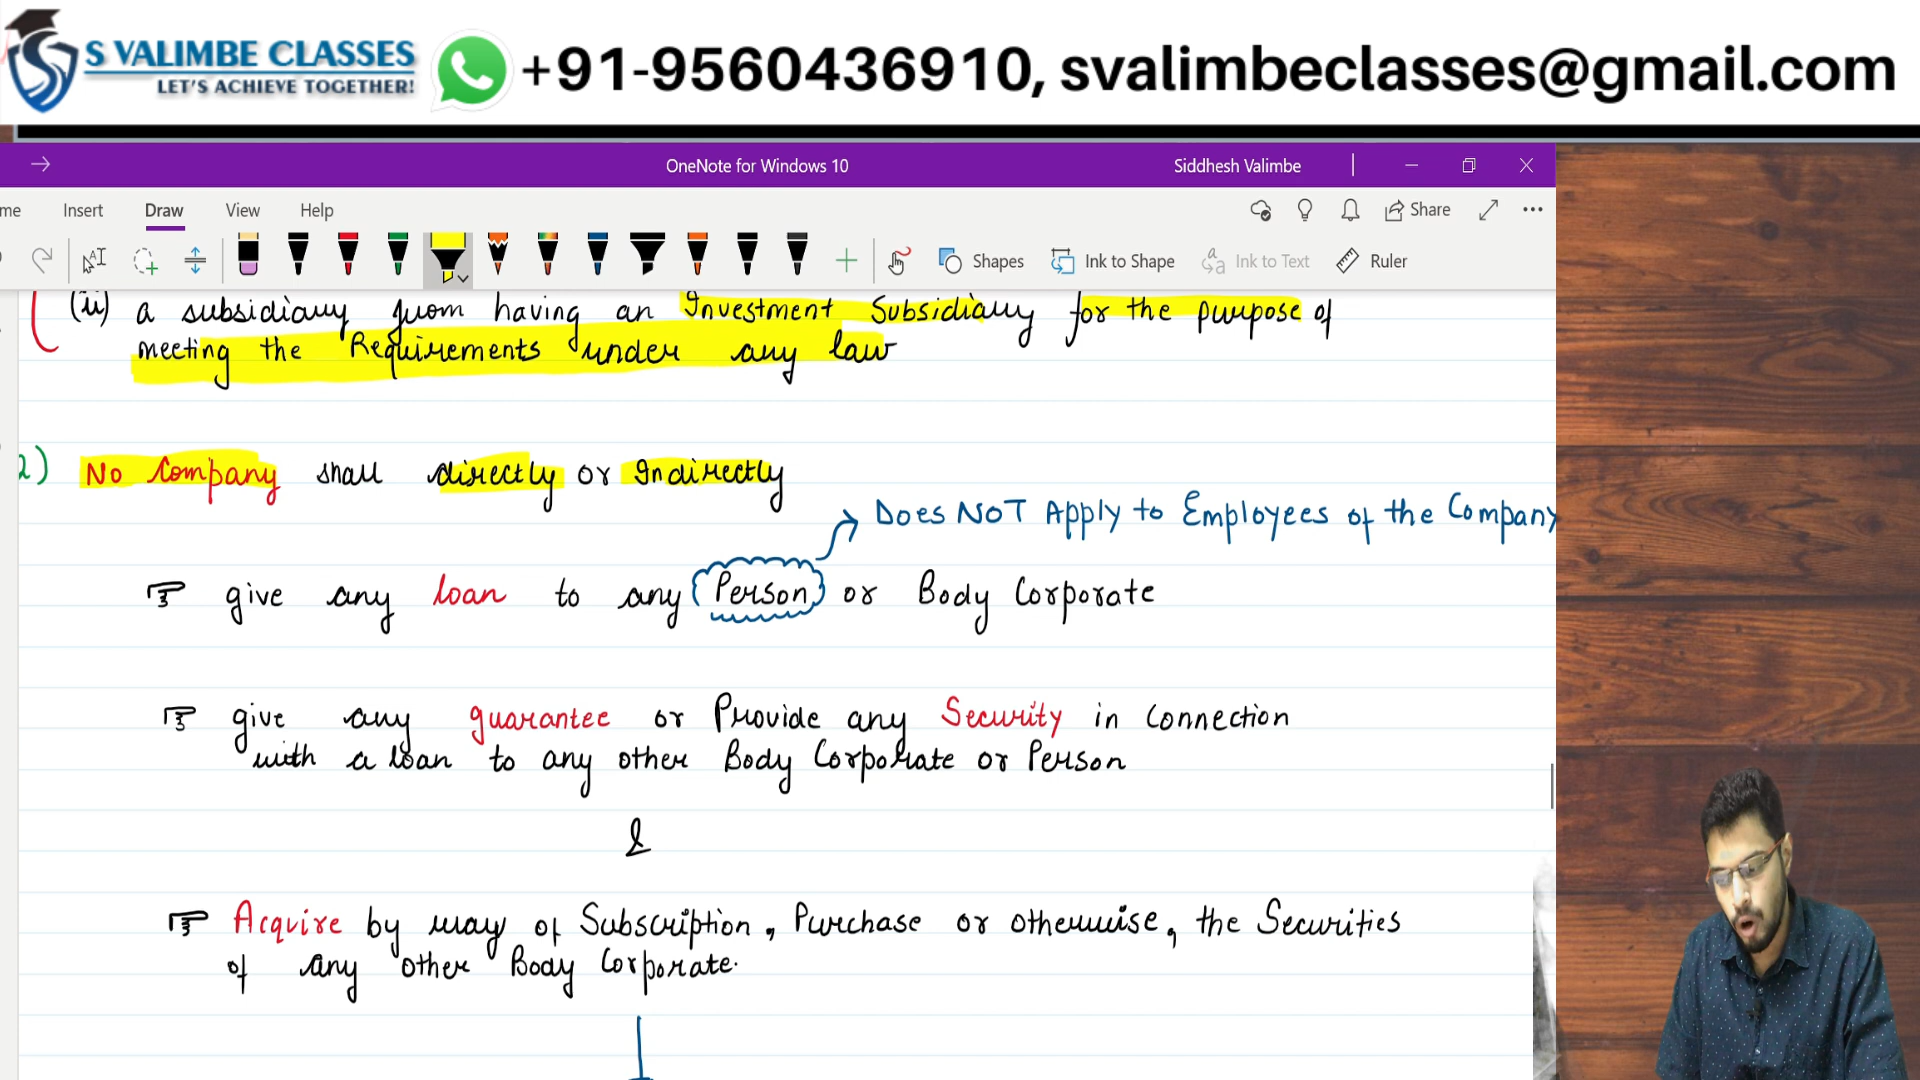 S VALIMBE CLASSES
LET'S ACHIEVE TOGETHER!
+91-9560436910, svalimbeclasses@gmail.com
OneNote for Windows 10
Siddhesh Valimbe
me Insert Draw View Help
Share
Shapes Ink to Shape Ink to Text Ruler
(ii) a subsidiary from having an Investment Subsidiary for the purpose of
meeting the Requirements under any law
2) No Company shall directly or Indirectly
Does NOT Apply to Employees of the Company
give any loan to any Person or Body Corporate
give any guarantee or Provide any Security in Connection
with a loan to any other Body Corporate or Person
&
Acquire by way of Subscription, Purchase or otherwise, the Securities
of any other Body Corporate.